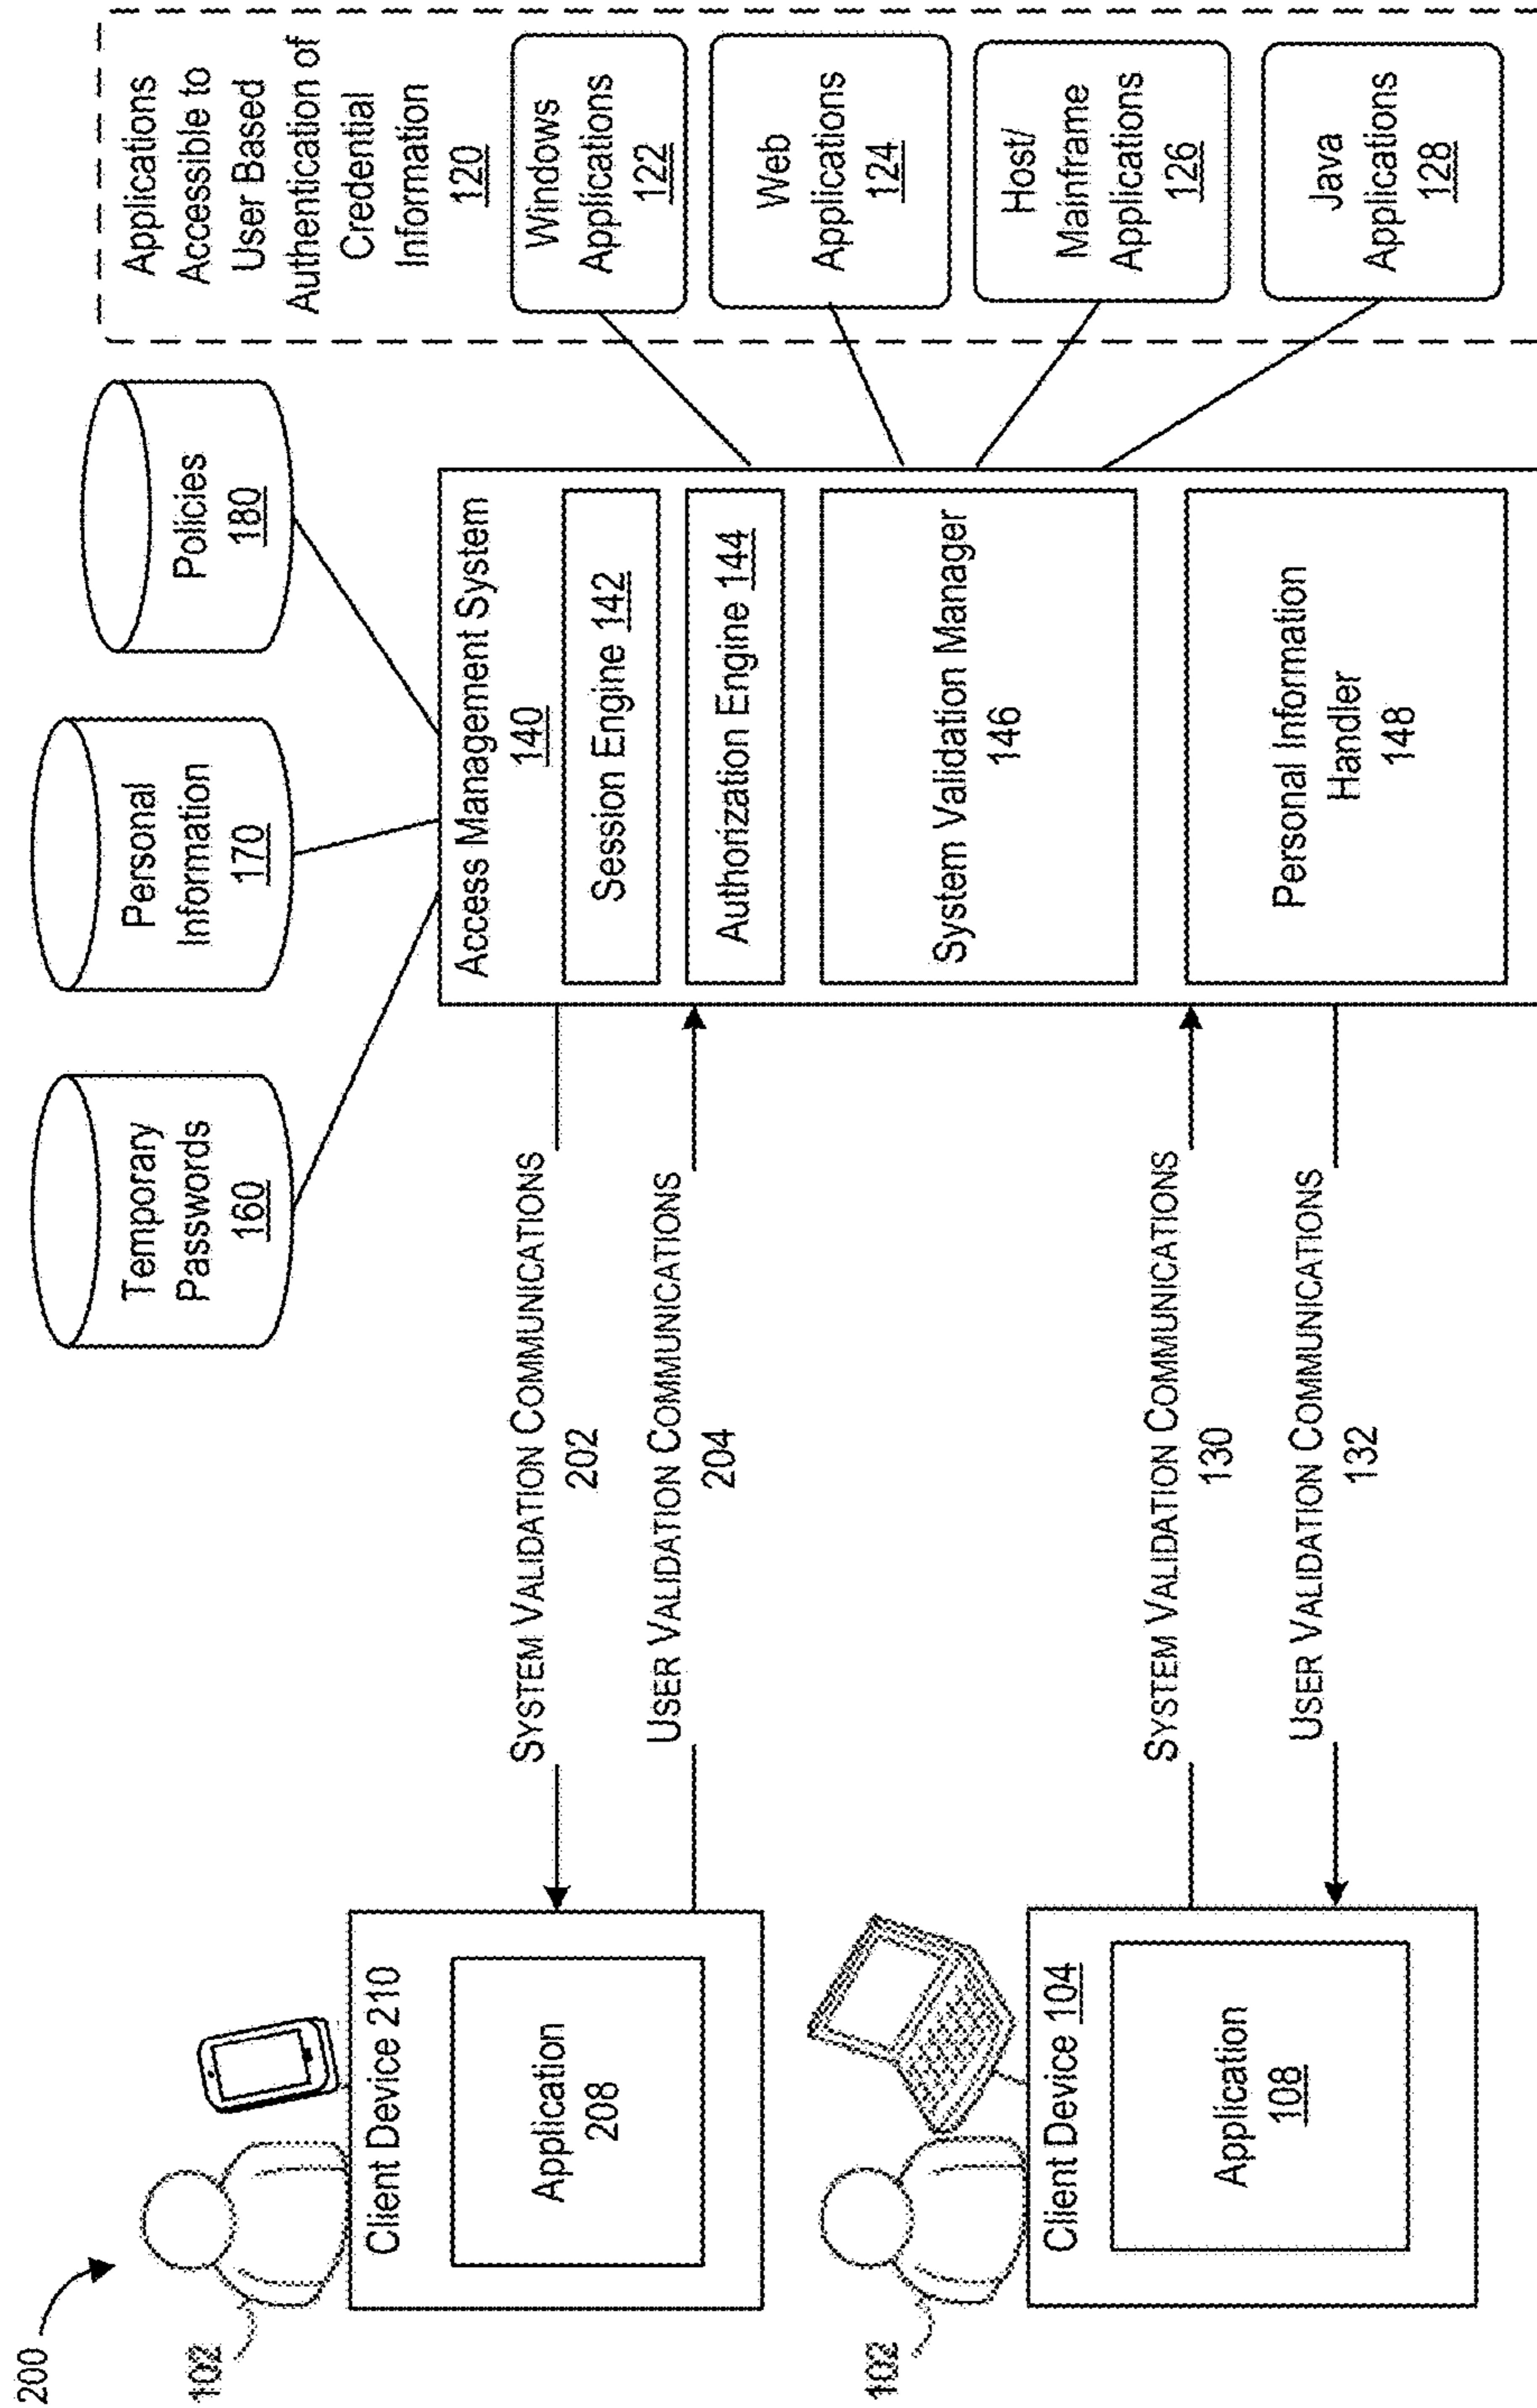 200
102
Client Device 210
Application
208
102
Client Device 104
Application
108
SYSTEM VALIDATION COMMUNICATIONS
202
USER VALIDATION COMMUNICATIONS
204
SYSTEM VALIDATION COMMUNICATIONS
130
USER VALIDATION COMMUNICATIONS
132
Temporary
Passwords
160
Personal
Information
170
Policies
180
Access Management System
140
Session Engine 142
Authorization Engine 144
System Validation Manager
146
Personal Information
Handler
148
Applications
Accessible to
User Based
Authentication of
Credential
Information
120
Windows
Applications
122
Web
Applications
124
Host/
Mainframe
Applications
126
Java
Applications
128